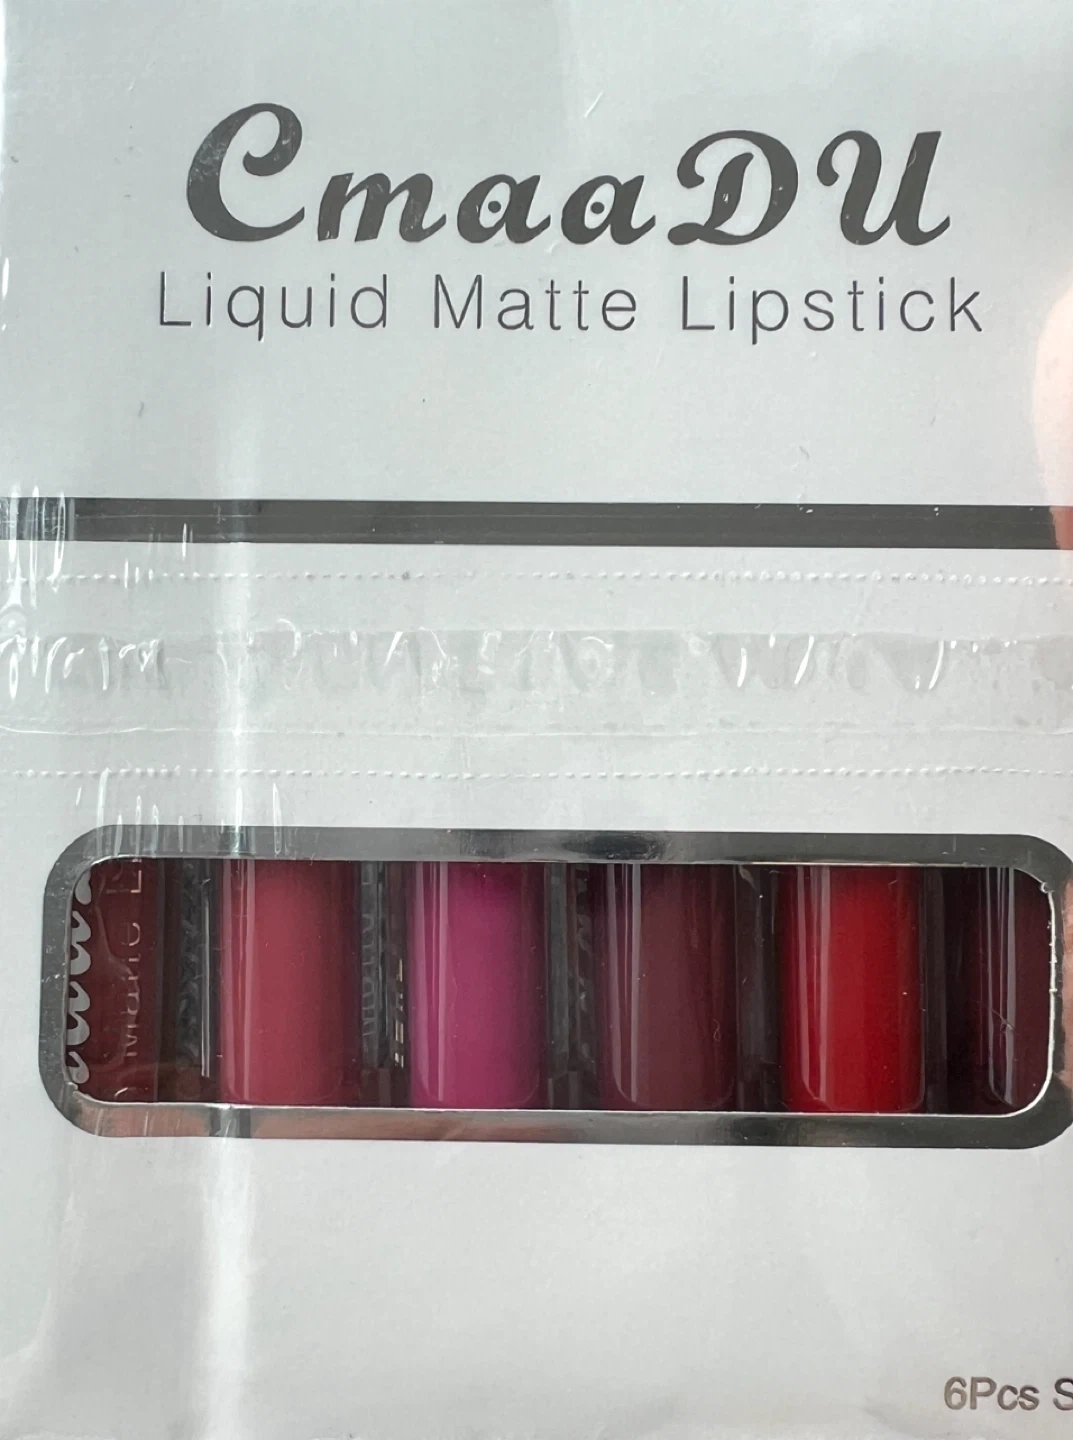 CmaaDU
Liquid Matte Lipstick
6Pcs S